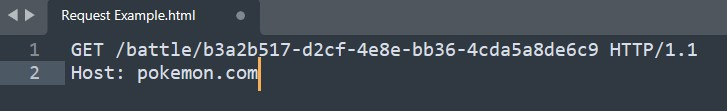 Request Example.html
1 GET /battle/b3a2b517-d2cf-4e8e-bb36-4cda5a8de6c9 HTTP/1.1
2 Host: pokemon.com